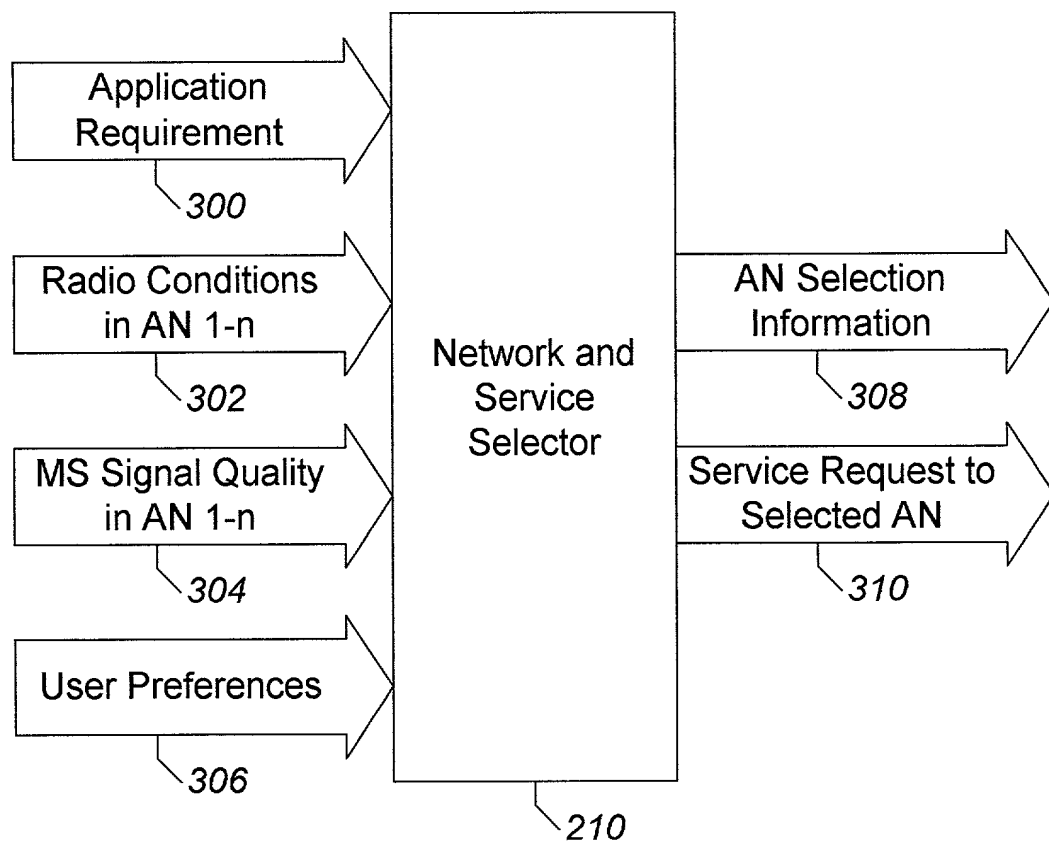 Application
Requirement
300
Radio Conditions
in AN 1-n
302
MS Signal Quality
in AN 1-n
304
User Preferences
306
Network and
Service
Selector
210
AN Selection
Information
308
Service Request to
Selected AN
310